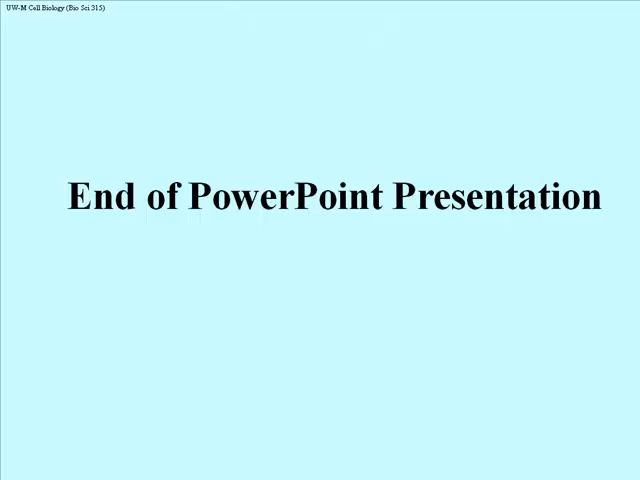 UW-M Cell Biology (Bio Sci 315)
End of PowerPoint Presentation